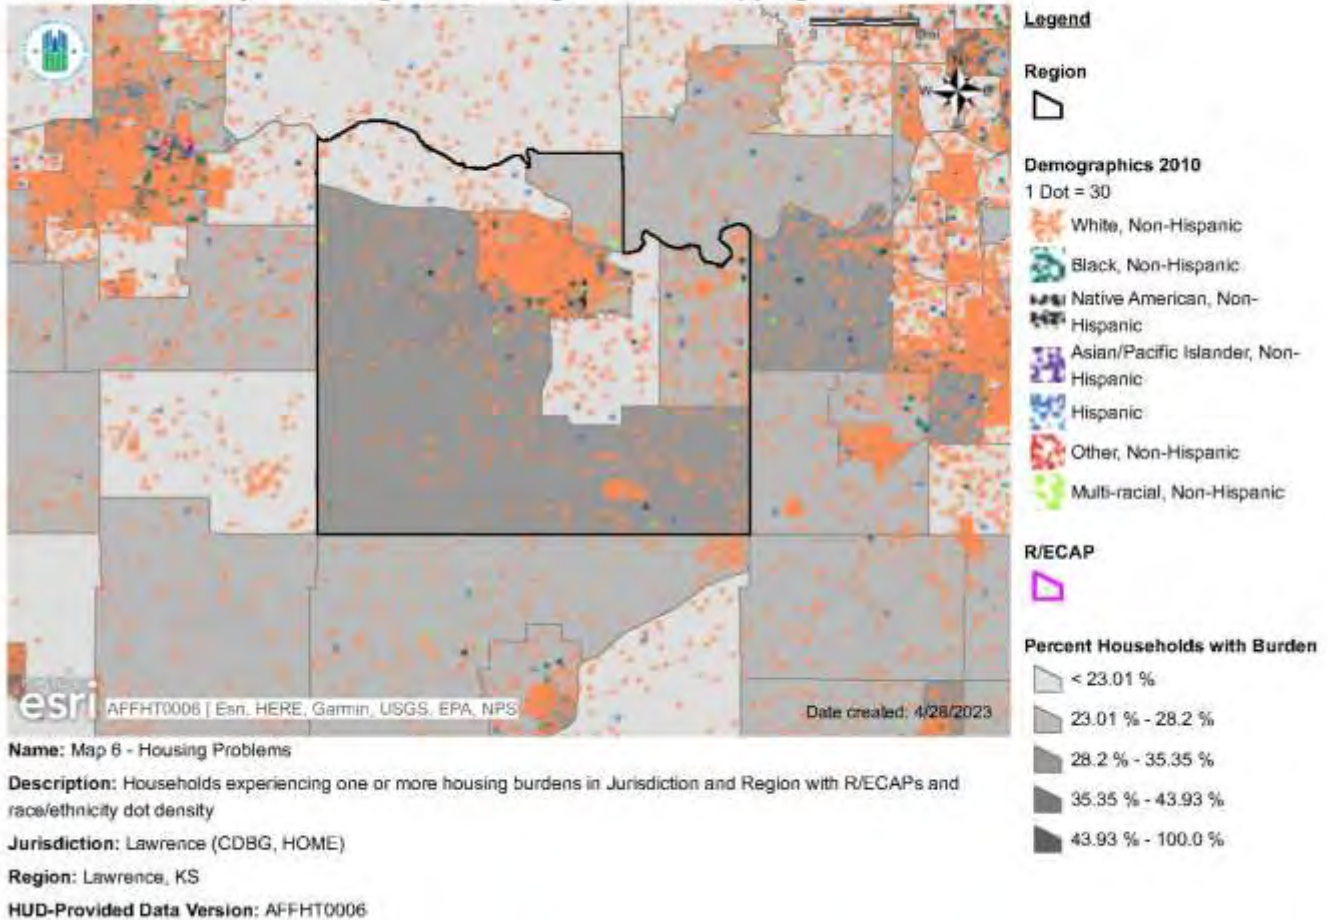 Legend
Region
Demographics 2010
1 Dot = 30
White, Non-Hispanic
Black, Non-Hispanic
Native American, Non-
Hispanic
Asian/Pacific Islander, Non-
Hispanic
Hispanic
Other, Non-Hispanic
Multi-racial, Non-Hispanic
R/ECAP
Percent Households with Burden
< 23.01 %
23.01 % - 28.2 %
28.2 % - 35.35 %
35.35 % - 43.93 %
43.93 % - 100.0 %
esri AFFHT0006 | Esri, HERE, Garmin, USGS, EPA, NPS
Date created: 4/28/2023
Name: Map 6 - Housing Problems
Description: Households experiencing one or more housing burdens in Jurisdiction and Region with R/ECAPs and
race/ethnicity dot density
Jurisdiction: Lawrence (CDBG, HOME)
Region: Lawrence, KS
HUD-Provided Data Version: AFFHT0006